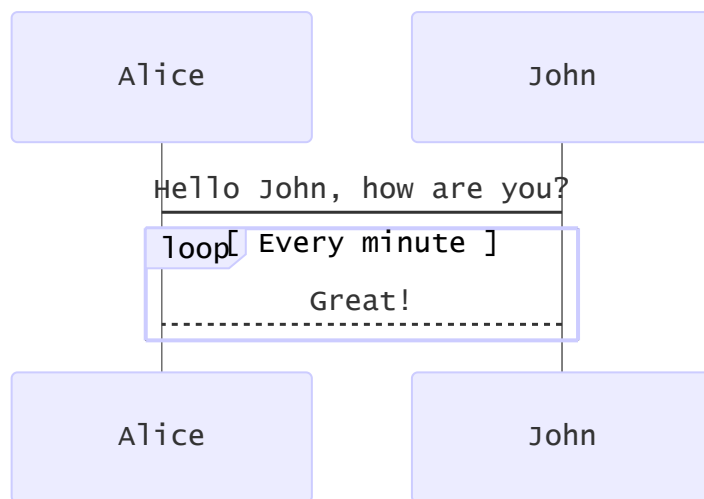 Alice
John
Hello John, how are you?
loop
[ Every minute ]
Great!
Alice
John